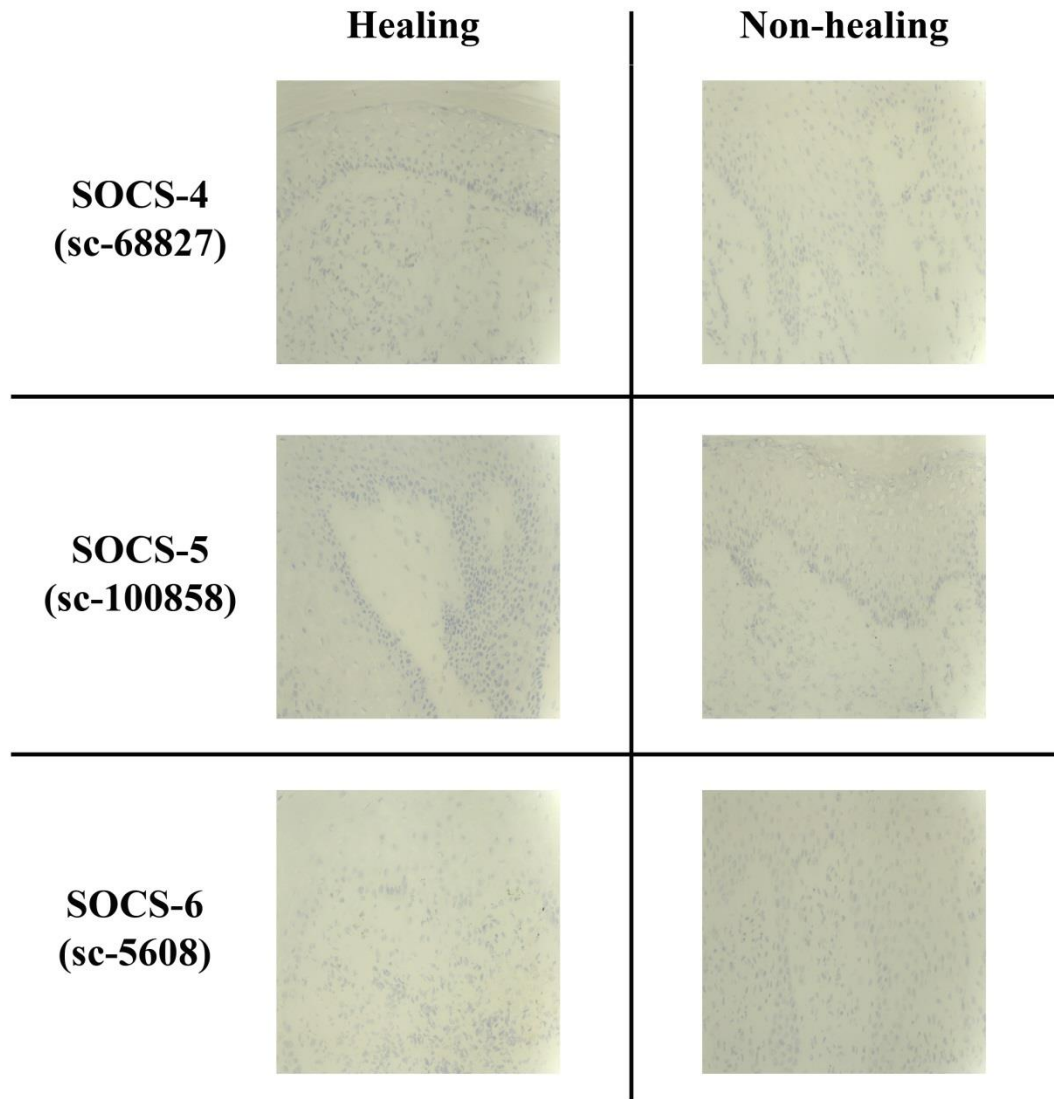 Healing
Non-healing
SOCS-4
(sc-68827)
SOCS-5
(sc-100858)
SOCS-6
(sc-5608)